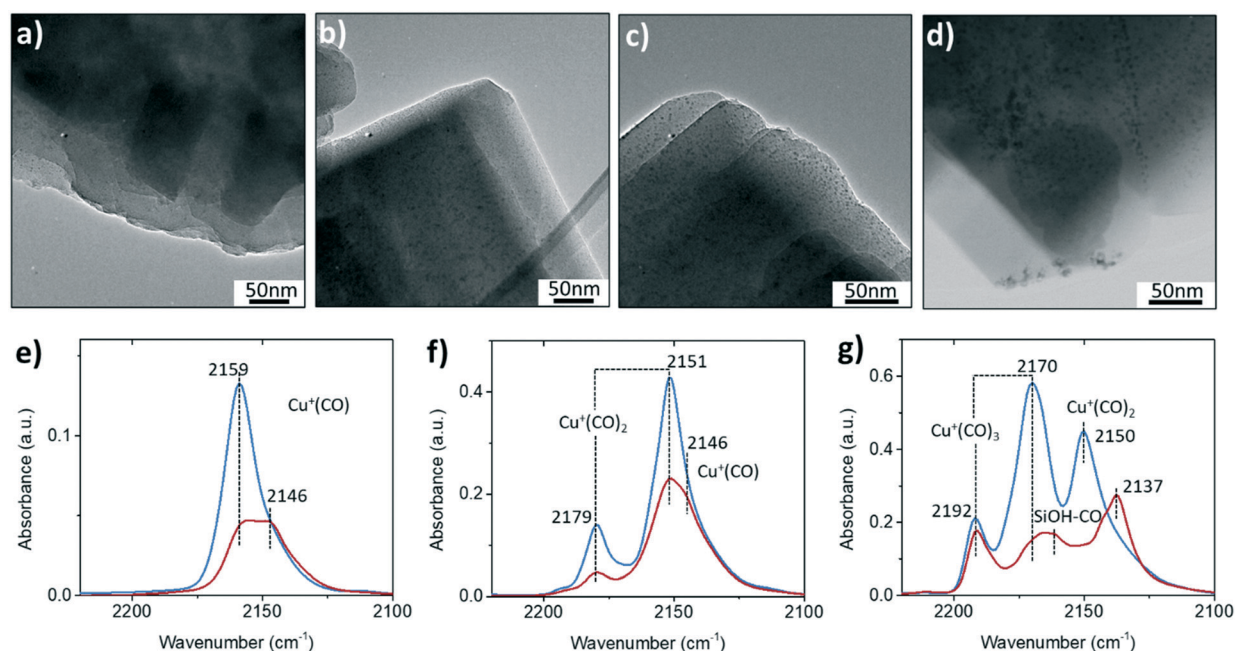 a)
b)
c)
d)
50nm
50nm
50nm
50nm
e)
2159
Cu⁺(CO)
2146
0.1
0.0
Absorbance (a.u.)
2200
2150
2100
Wavenumber (cm⁻¹)
f)
2151
Cu⁺(CO)₂
2146
Cu⁺(CO)
2179
0.4
0.2
0.0
Absorbance (a.u.)
2200
2150
2100
Wavenumber (cm⁻¹)
g)
2170
Cu⁺(CO)₂
Cu⁺(CO)₃
2150
2192
2137
SiOH-CO
0.6
0.4
0.2
0.0
Absorbance (a.u.)
2200
2150
2100
Wavenumber (cm⁻¹)